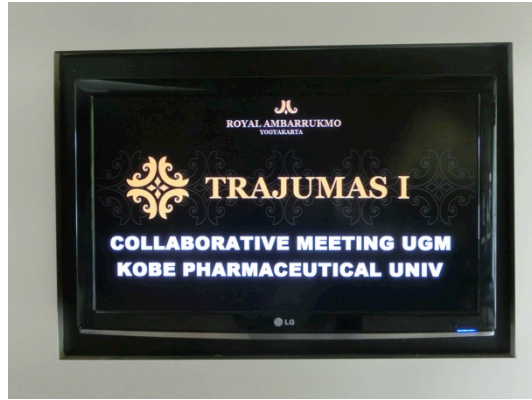 ROYAL AMBARRUKMO
YOGYAKARTA
TRAJUMAS I
COLLABORATIVE MEETING UGM
KOBE PHARMACEUTICAL UNIV
LG